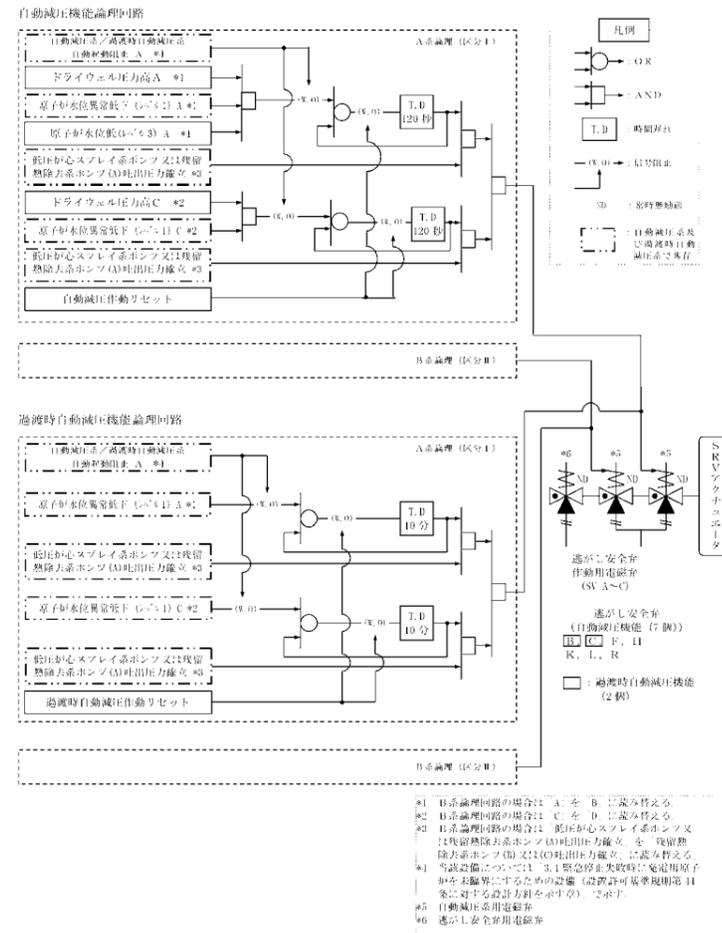 自動減圧機能論理回路
自動減圧系/過渡時自動減圧系
自動起動阻止 A *4
A系論理(区分Ⅰ)
ドライウェル圧力高A *1
原子炉水位異常低下(レベル1) A *1
原子炉水位低(レベル3) A *1
低圧炉心スプレイ系ポンプ又は残留
熱除去系ポンプ(A)吐出圧力確立 *3
ドライウェル圧力高C *2
原子炉水位異常低下(レベル1) C *2
低圧炉心スプレイ系ポンプ又は残留
熱除去系ポンプ(A)吐出圧力確立 *3
自動減圧作動リセット
T.D
120秒
T.D
120秒
B系論理(区分Ⅱ)
凡例
:OR
:AND
T.D :時間遅れ
:信号阻止
ND :常時無励磁
:自動減圧系及
び過渡時自動
減圧系で共有
過渡時自動減圧機能論理回路
自動減圧系/過渡時自動減圧系
自動起動阻止 A *4
A系論理(区分Ⅰ)
原子炉水位異常低下(レベル1) A *1
低圧炉心スプレイ系ポンプ又は残留
熱除去系ポンプ(A)吐出圧力確立 *3
原子炉水位異常低下(レベル1) C *2
低圧炉心スプレイ系ポンプ又は残留
熱除去系ポンプ(A)吐出圧力確立 *3
過渡時自動減圧作動リセット
T.D
10分
T.D
10分
B系論理(区分Ⅱ)
*6 *5 *5
ND ND ND
SRVアクチュエータ
逃がし安全弁
作動用電磁弁
(SV A~C)
逃がし安全弁
(自動減圧機能(7個))
B, C, F, H
K, L, R
:過渡時自動減圧機能
(2個)
*1 B系論理回路の場合は「A」を「B」に読み替える。
*2 B系論理回路の場合は「C」を「D」に読み替える。
*3 B系論理回路の場合は「低圧炉心スプレイ系ポンプ又
は残留熱除去系ポンプ(A)吐出圧力確立」を「残留熱
除去系ポンプ(B)又は(C)吐出圧力確立」に読み替える。
*4 当該設備については「3.1緊急停止失敗時に発電用原子
炉を未臨界にするための設備(設置許可基準規則第44
条に対する設計方針を示す章)」で示す。
*5 自動減圧系用電磁弁
*6 逃がし安全弁用電磁弁